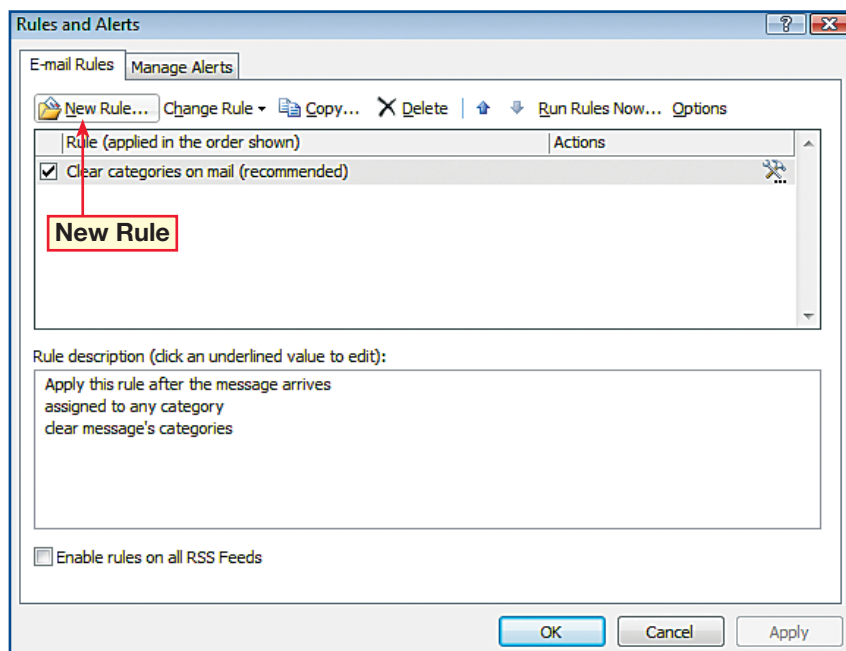 Rules and Alerts
E-mail Rules Manage Alerts
New Rule... Change Rule Copy... Delete Run Rules Now... Options
Rule (applied in the order shown) Actions
Clear categories on mail (recommended)
New Rule
Rule description (click an underlined value to edit):
Apply this rule after the message arrives
assigned to any category
clear message's categories
Enable rules on all RSS Feeds
OK Cancel Apply